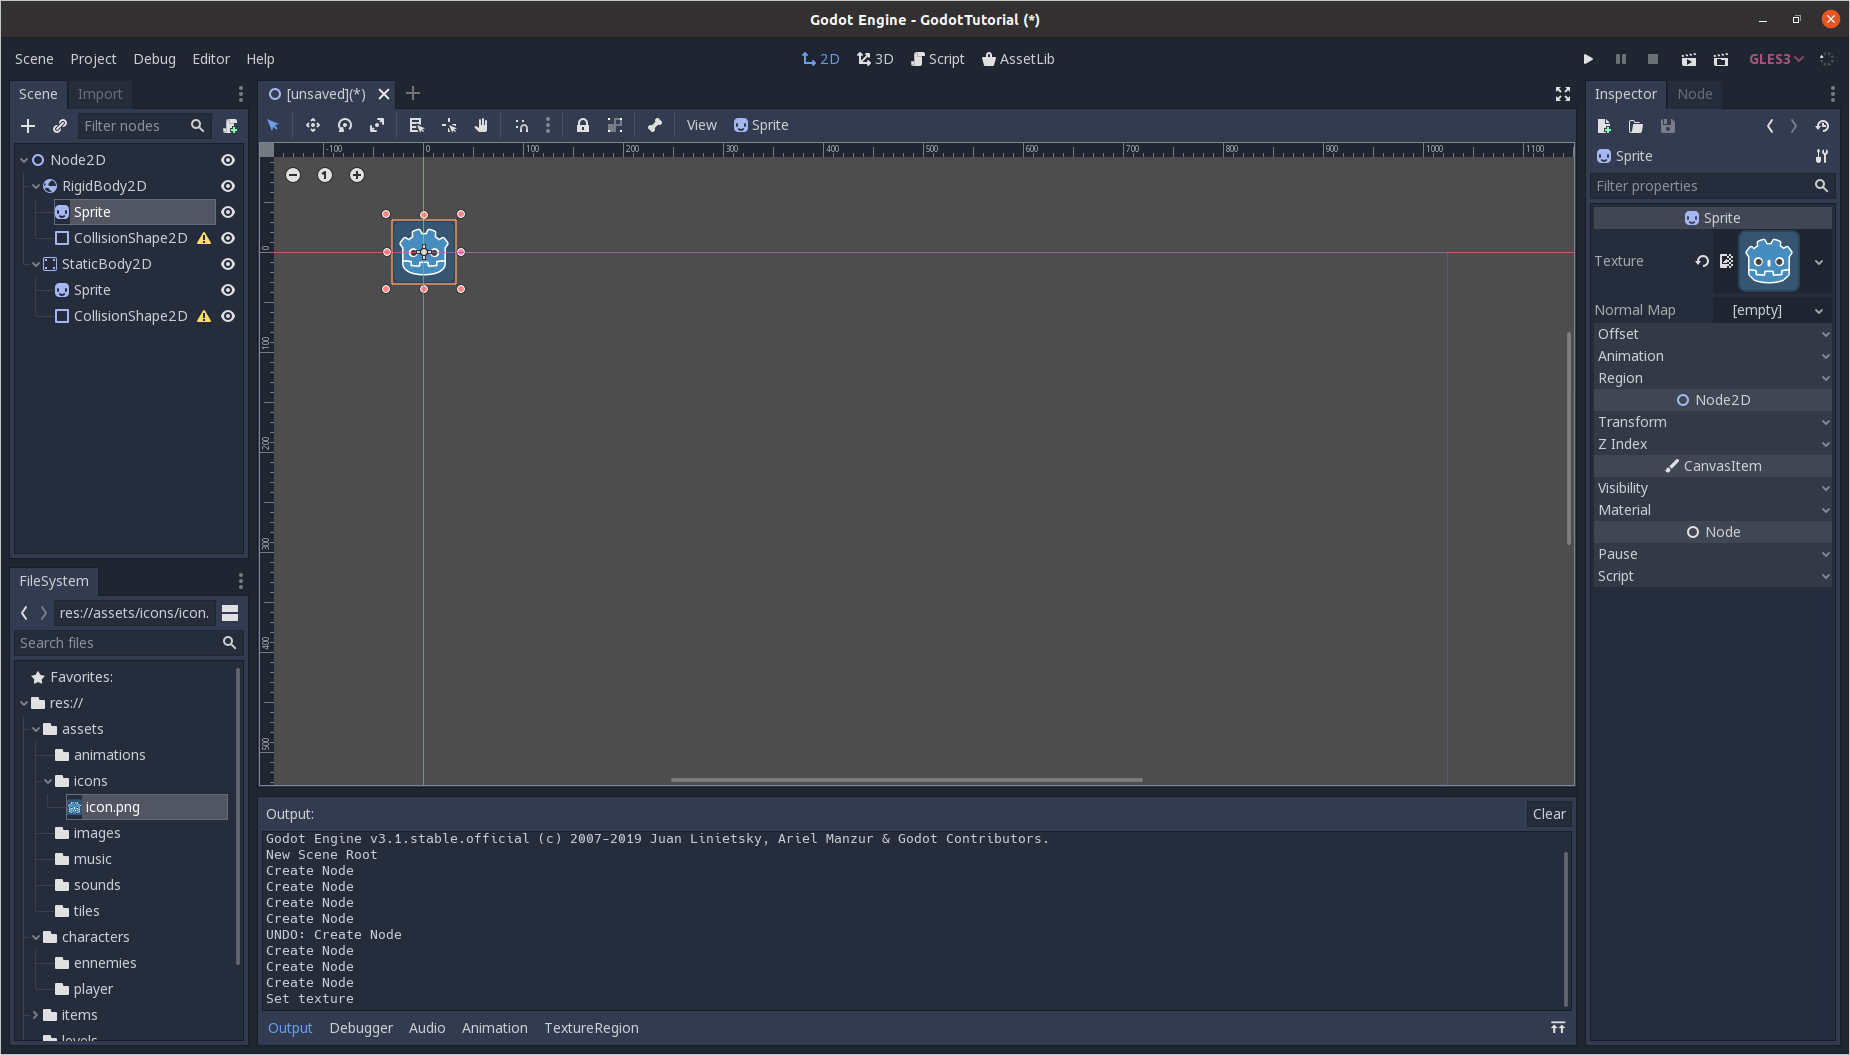 Godot Engine - GodotTutorial (*)
Scene Project Debug Editor Help
2D 3D Script AssetLib
GLES3
Scene Import
Filter nodes
Node2D
RigidBody2D
Sprite
CollisionShape2D
StaticBody2D
Sprite
CollisionShape2D
FileSystem
res://assets/icons/icon.
Search files
Favorites:
res://
assets
animations
icons
icon.png
images
music
sounds
tiles
characters
ennemies
player
items
levels
[unsaved](*)
View Sprite
-100 0 100 200 300 400 500 600 700 800 900 1000 1100
1
0
100
200
300
400
500
Output:
Clear
Godot Engine v3.1.stable.official (c) 2007-2019 Juan Linietsky, Ariel Manzur & Godot Contributors.
New Scene Root
Create Node
Create Node
Create Node
Create Node
UNDO: Create Node
Create Node
Create Node
Create Node
Set texture
Output Debugger Audio Animation TextureRegion
Inspector Node
Sprite
Filter properties
Sprite
Texture
Normal Map [empty]
Offset
Animation
Region
Node2D
Transform
Z Index
CanvasItem
Visibility
Material
Node
Pause
Script